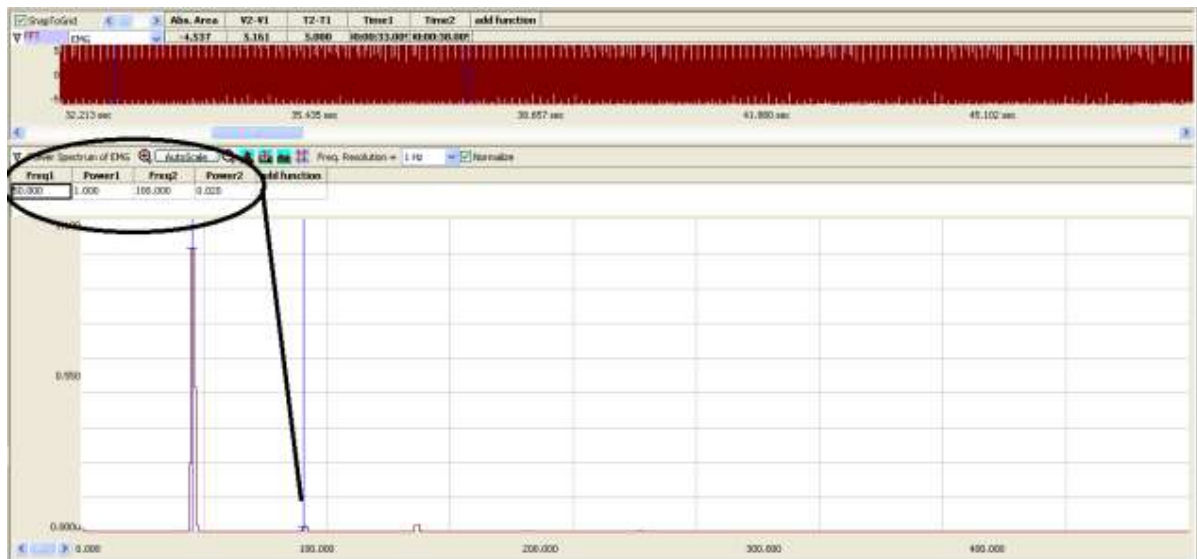 SnapToGrid Abs. Area V2-V1 T2-T1 Time1 Time2 add function
EMG -4.537 5.161 5.000
5
0
32.213 sec 35.435 sec 38.657 sec 41.880 sec 45.102 sec
Power Spectrum of EMG AutoScale Freq. Resolution = 1 Hz Normalize
Freq1 Power1 Freq2 Power2 add function
50.000 1.000 100.000 0.020
0.550
0.000 100.000 200.000 300.000 400.000